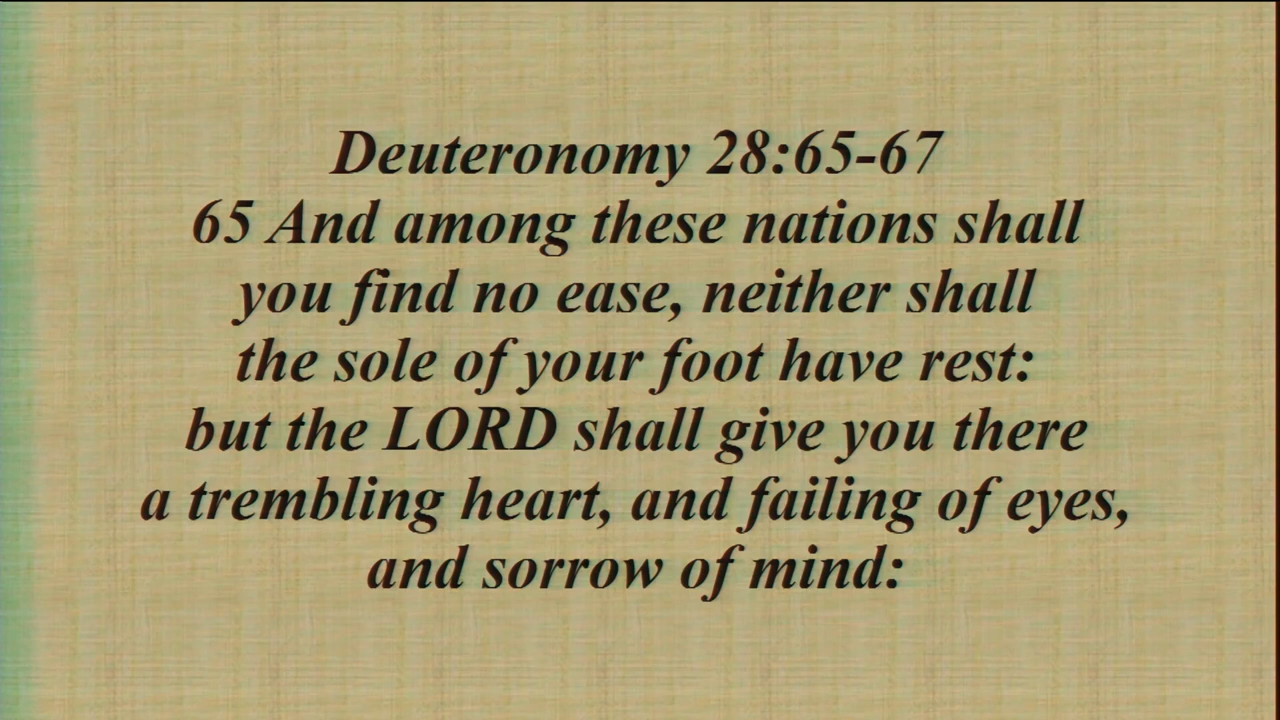 Deuteronomy 28:65-67
65 And among these nations shall
you find no ease, neither shall
the sole of your foot have rest:
but the LORD shall give you there
a trembling heart, and failing of eyes,
and sorrow of mind: